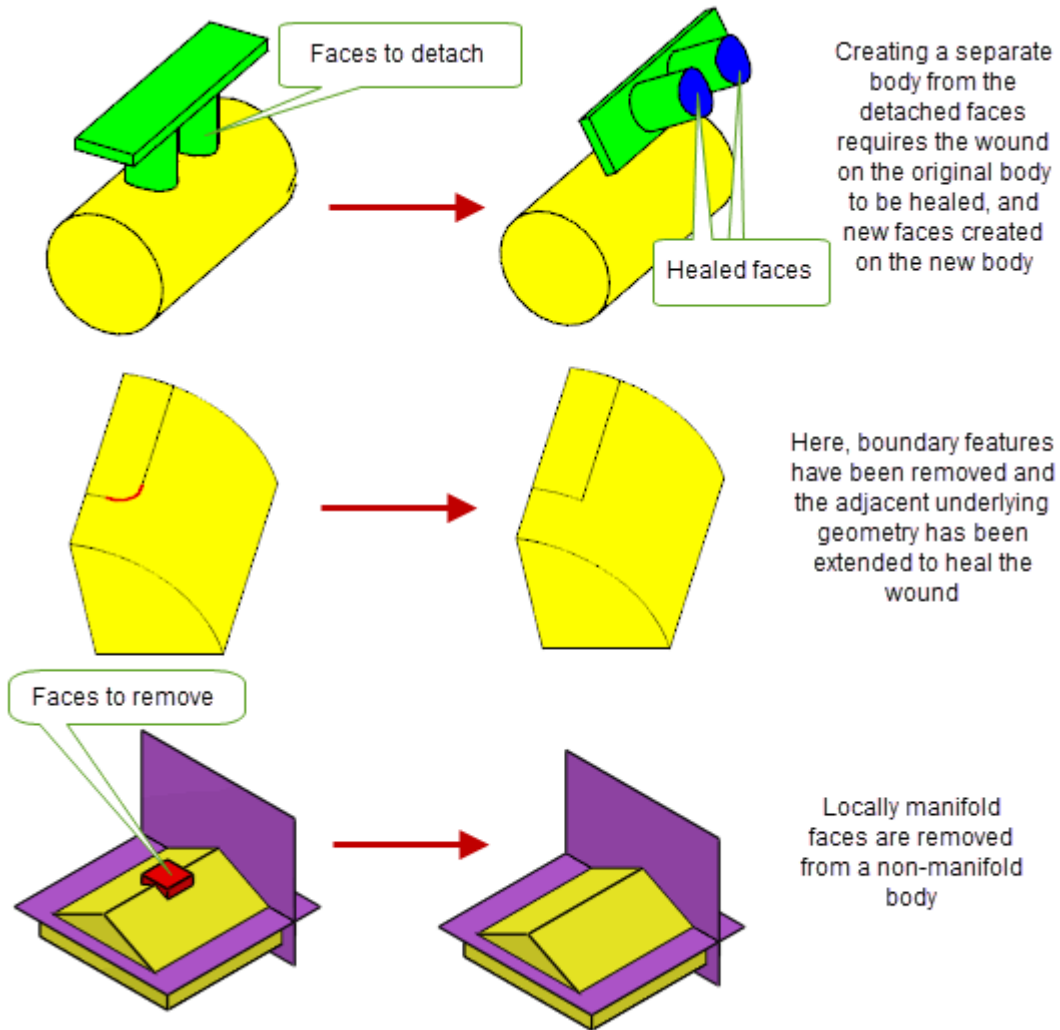 Faces to detach
Creating a separate
body from the
detached faces
requires the wound
on the original body
to be healed, and
new faces created
on the new body
Healed faces
Here, boundary features
have been removed and
the adjacent underlying
geometry has been
extended to heal the
wound
Faces to remove
Locally manifold
faces are removed
from a non-manifold
body